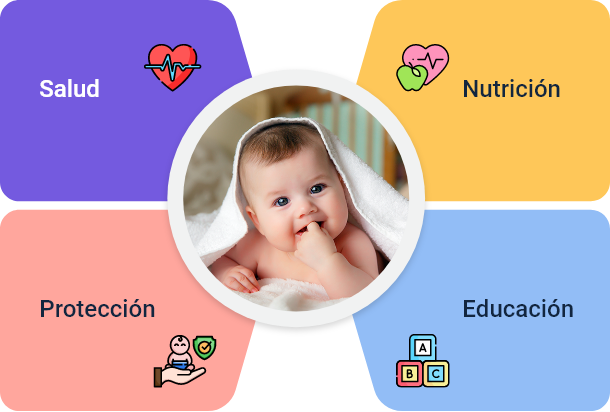 Salud
Nutrición
Protección
Educación
A
B C